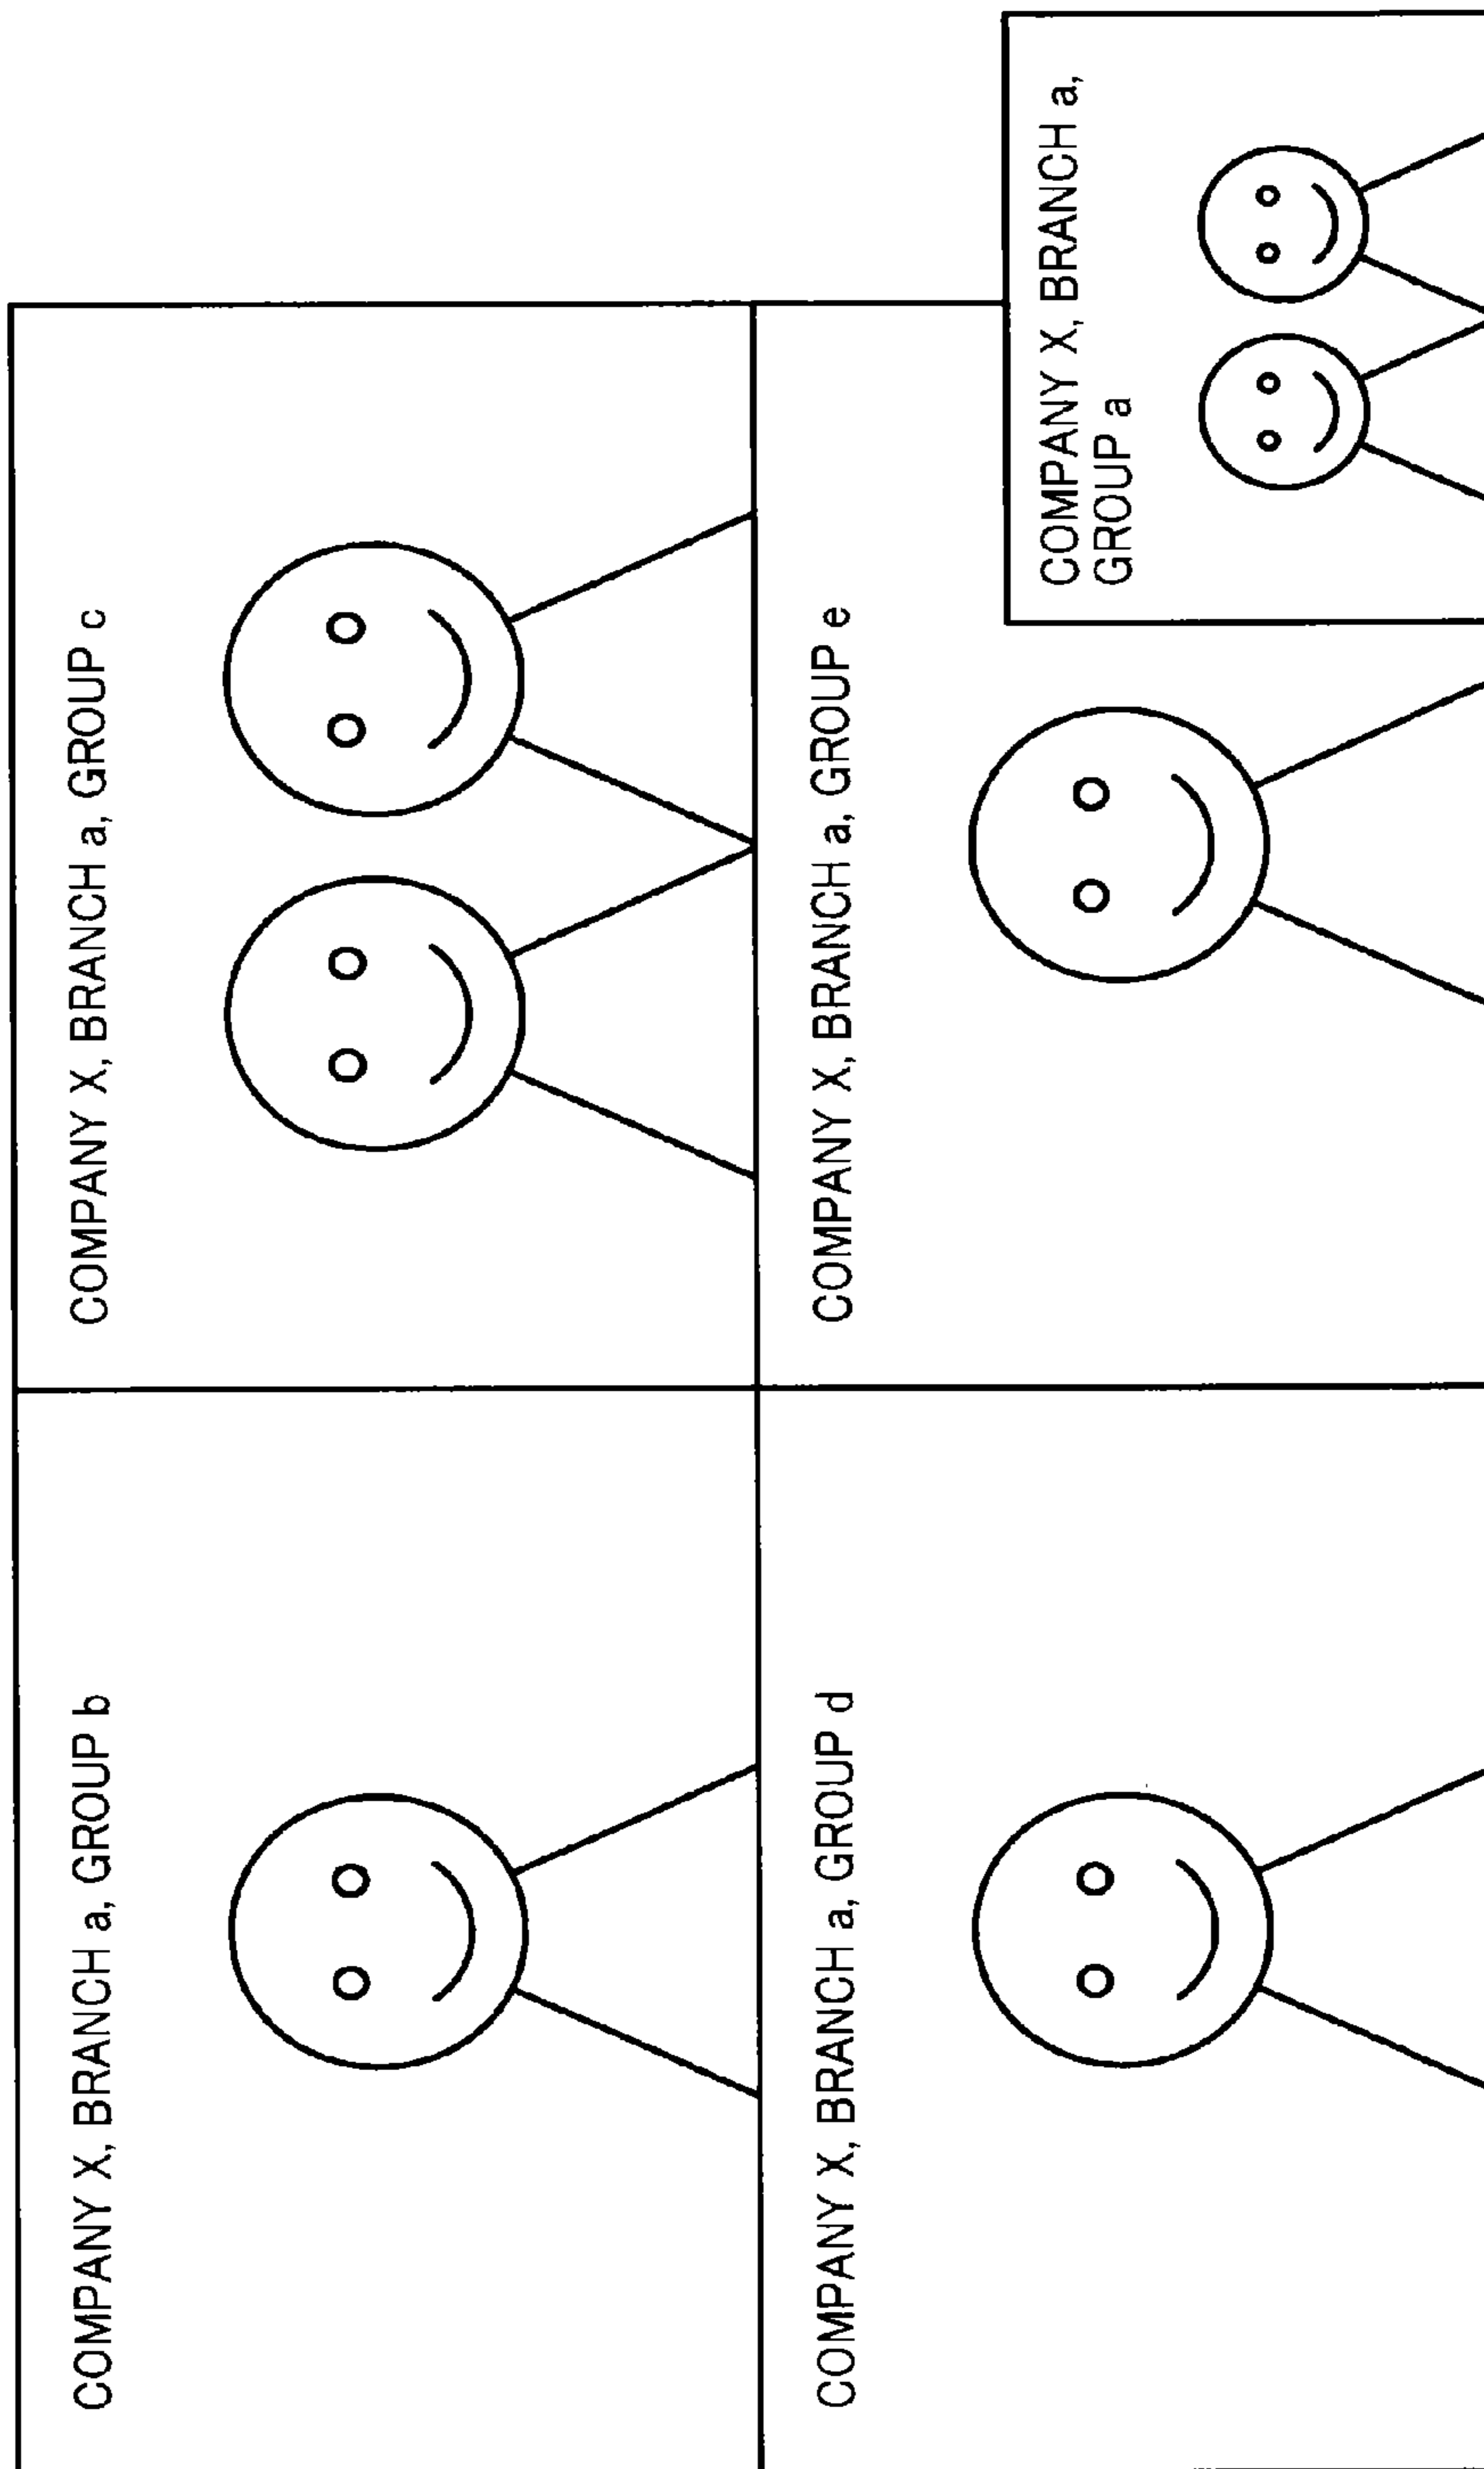 COMPANY X, BRANCH a, GROUP b
COMPANY X, BRANCH a, GROUP c
COMPANY X, BRANCH a, GROUP d
COMPANY X, BRANCH a, GROUP e
COMPANY X, BRANCH a,
GROUP a